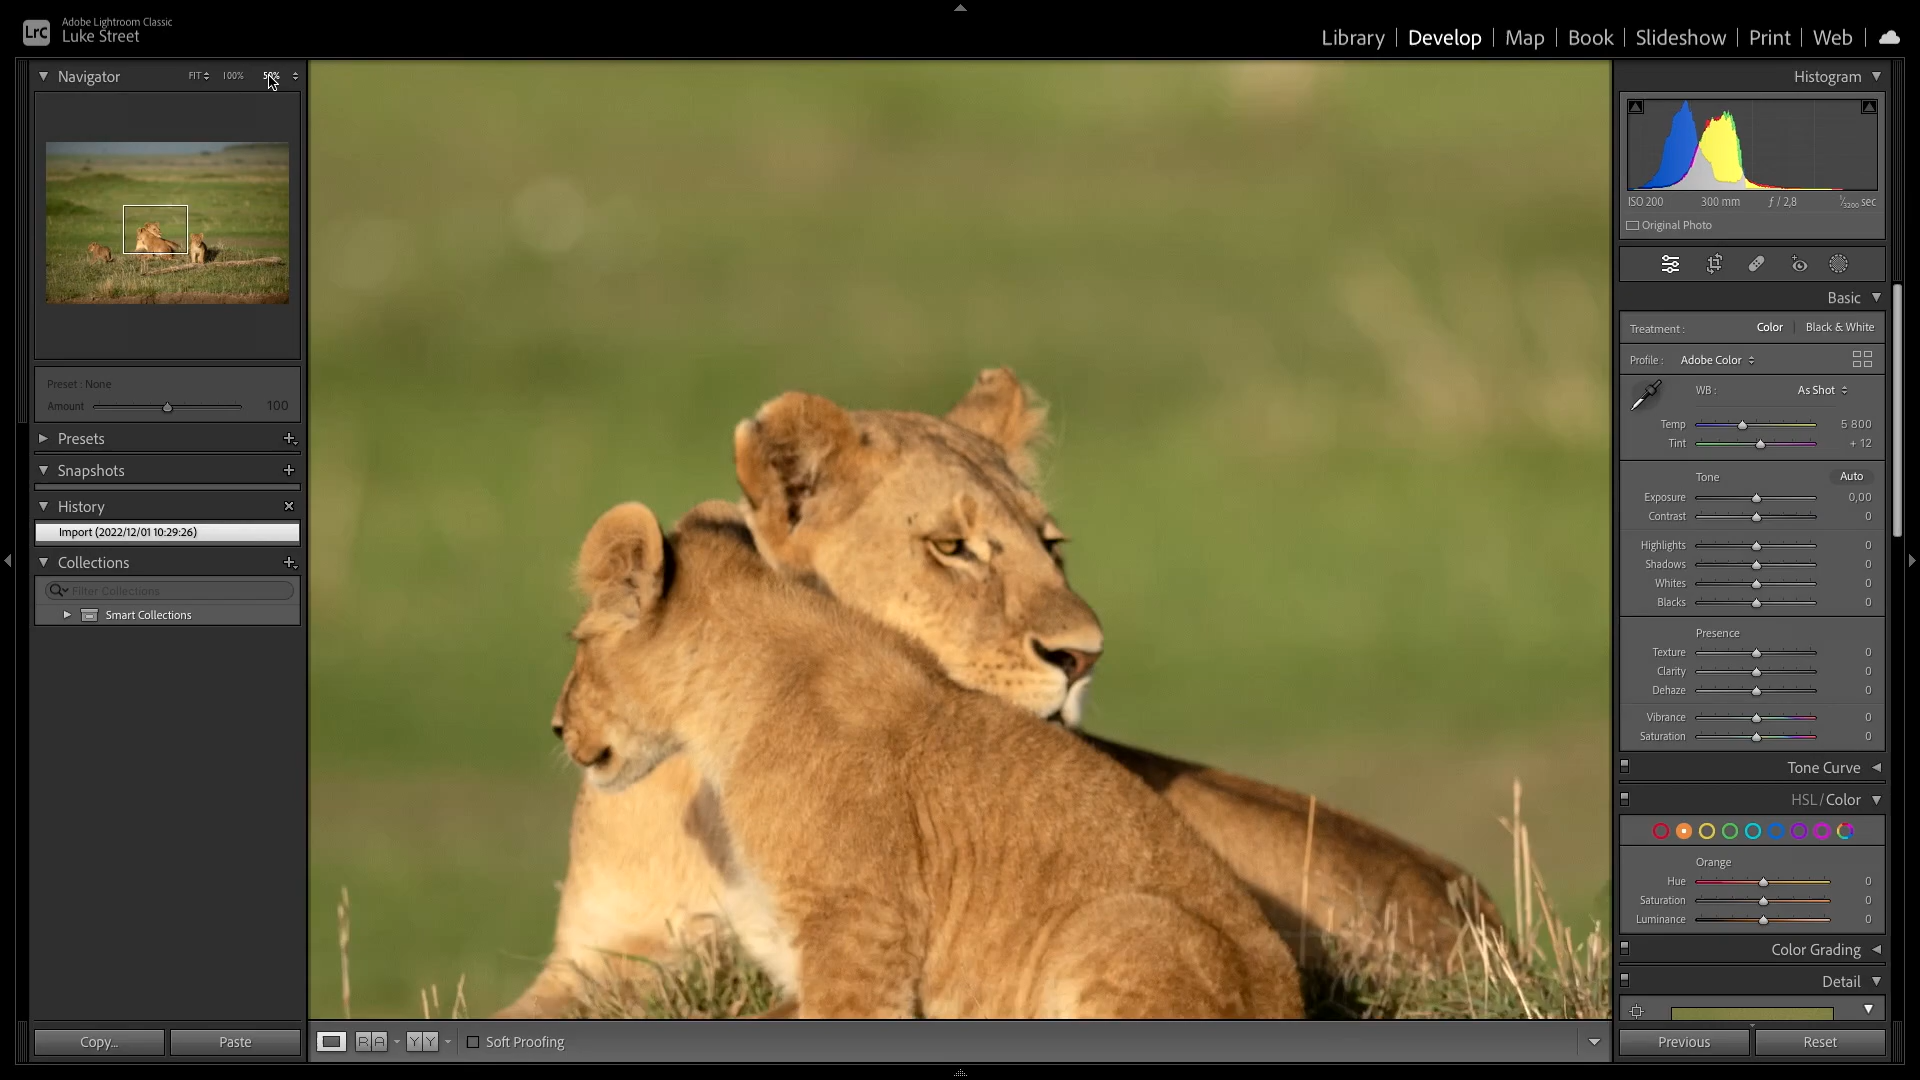 Lrc
Adobe Lightroom Classic
Luke Street
Library | Develop | Map | Book | Slideshow | Print | Web
Navigator FIT 100% 50%
Preset : None
Amount 100
Presets
Snapshots
History
Import (2022/12/01 10:29:26)
Collections
Filter Collections
Smart Collections
Copy... Paste
R A Y Y Soft Proofing
Histogram
ISO 200 300 mm ƒ / 2,8 1/3200 sec
Original Photo
Basic
Treatment : Color | Black & White
Profile : Adobe Color
WB : As Shot
Temp 5 800
Tint + 12
Tone Auto
Exposure 0,00
Contrast 0
Highlights 0
Shadows 0
Whites 0
Blacks 0
Presence
Texture 0
Clarity 0
Dehaze 0
Vibrance 0
Saturation 0
Tone Curve
HSL / Color
Orange
Hue 0
Saturation 0
Luminance 0
Color Grading
Detail
Previous Reset